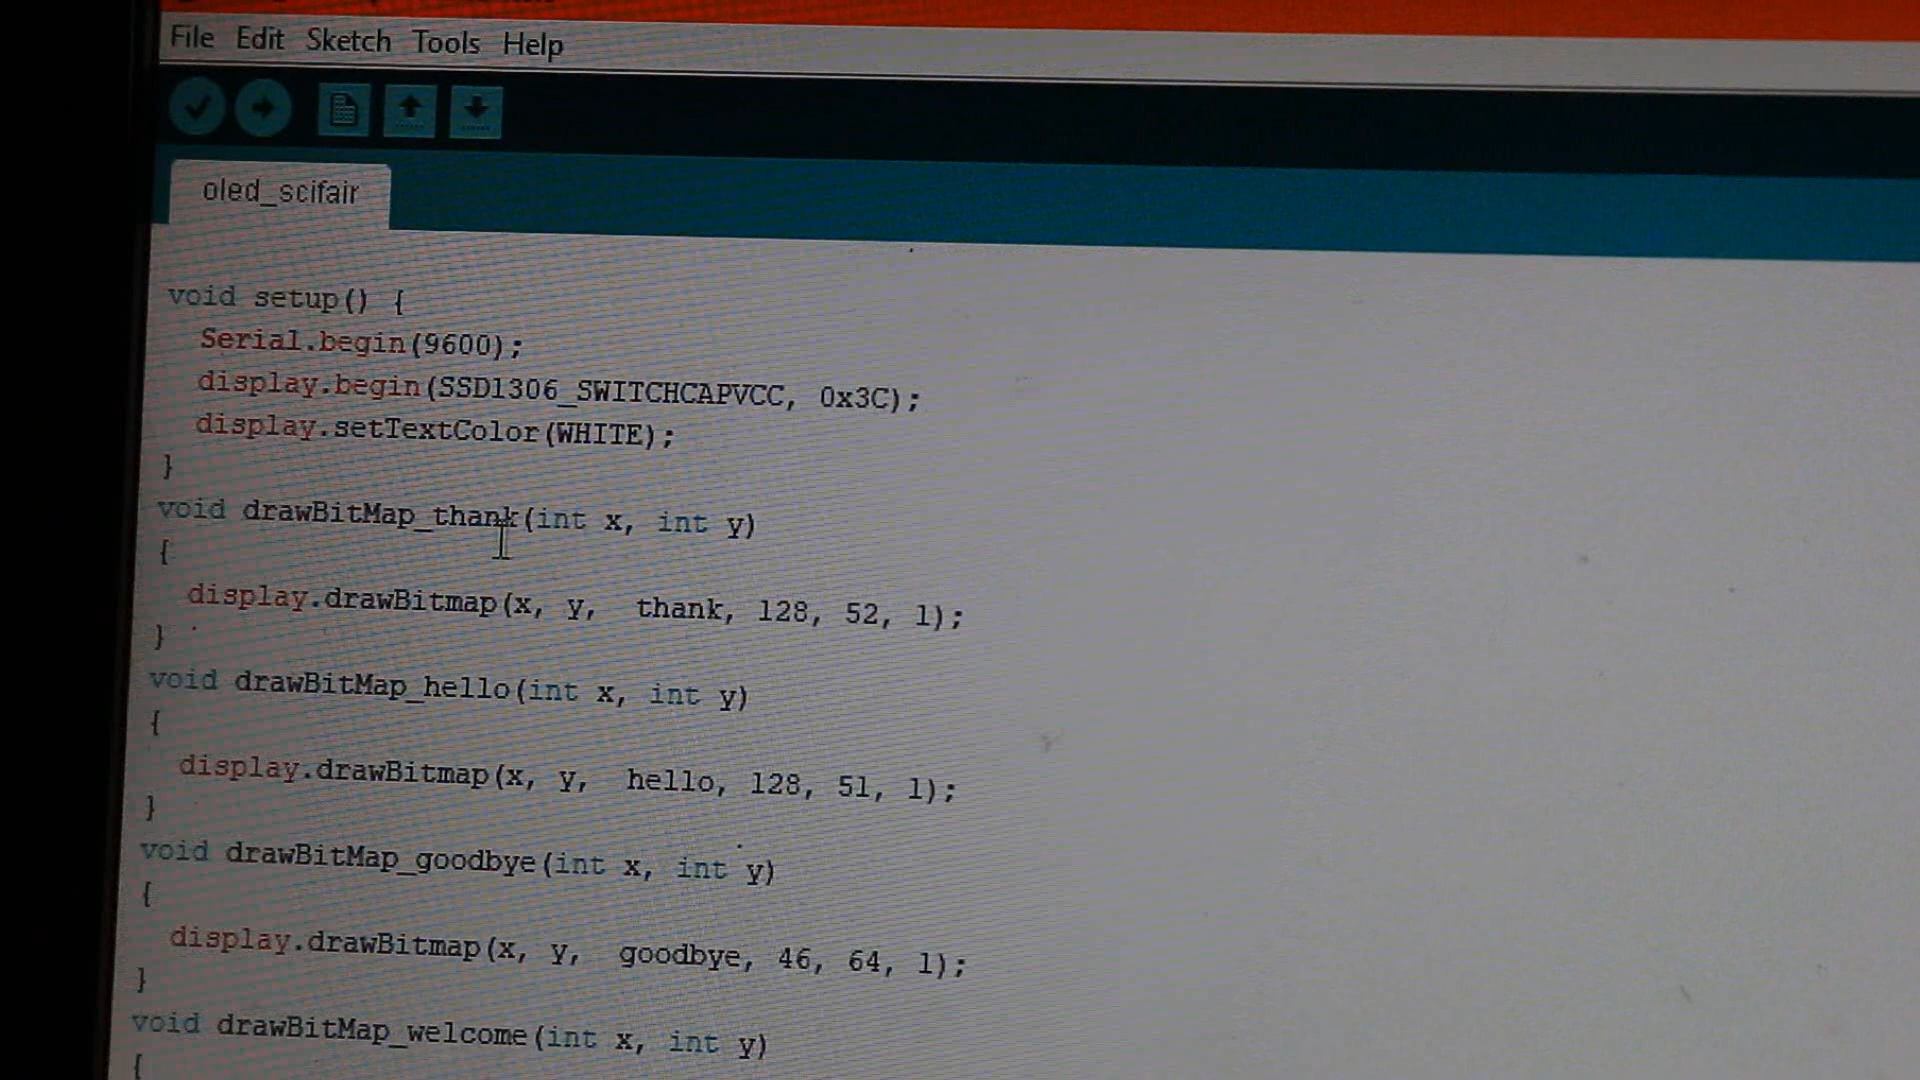 File Edit Sketch Tools Help
oled_scifair
void setup() {
Serial.begin(9600);
display.begin(SSD1306_SWITCHCAPVCC, 0x3C);
display.setTextColor(WHITE);
}
void drawBitMap_thank(int x, int y)
{
display.drawBitmap(x, y,  thank, 128, 52, 1);
}
void drawBitMap_hello(int x, int y)
{
display.drawBitmap(x, y,  hello, 128, 51, 1);
}
void drawBitMap_goodbye(int x, int y)
{
display.drawBitmap(x, y,  goodbye, 46, 64, 1);
}
void drawBitMap_welcome(int x, int y)
{